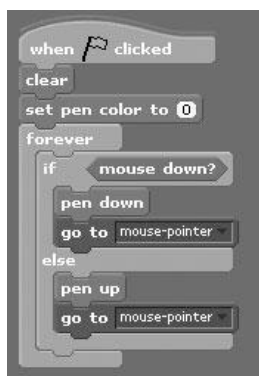 when clicked
clear
set pen color to 0
forever
if mouse down?
pen down
go to mouse-pointer
else
pen up
go to mouse-pointer